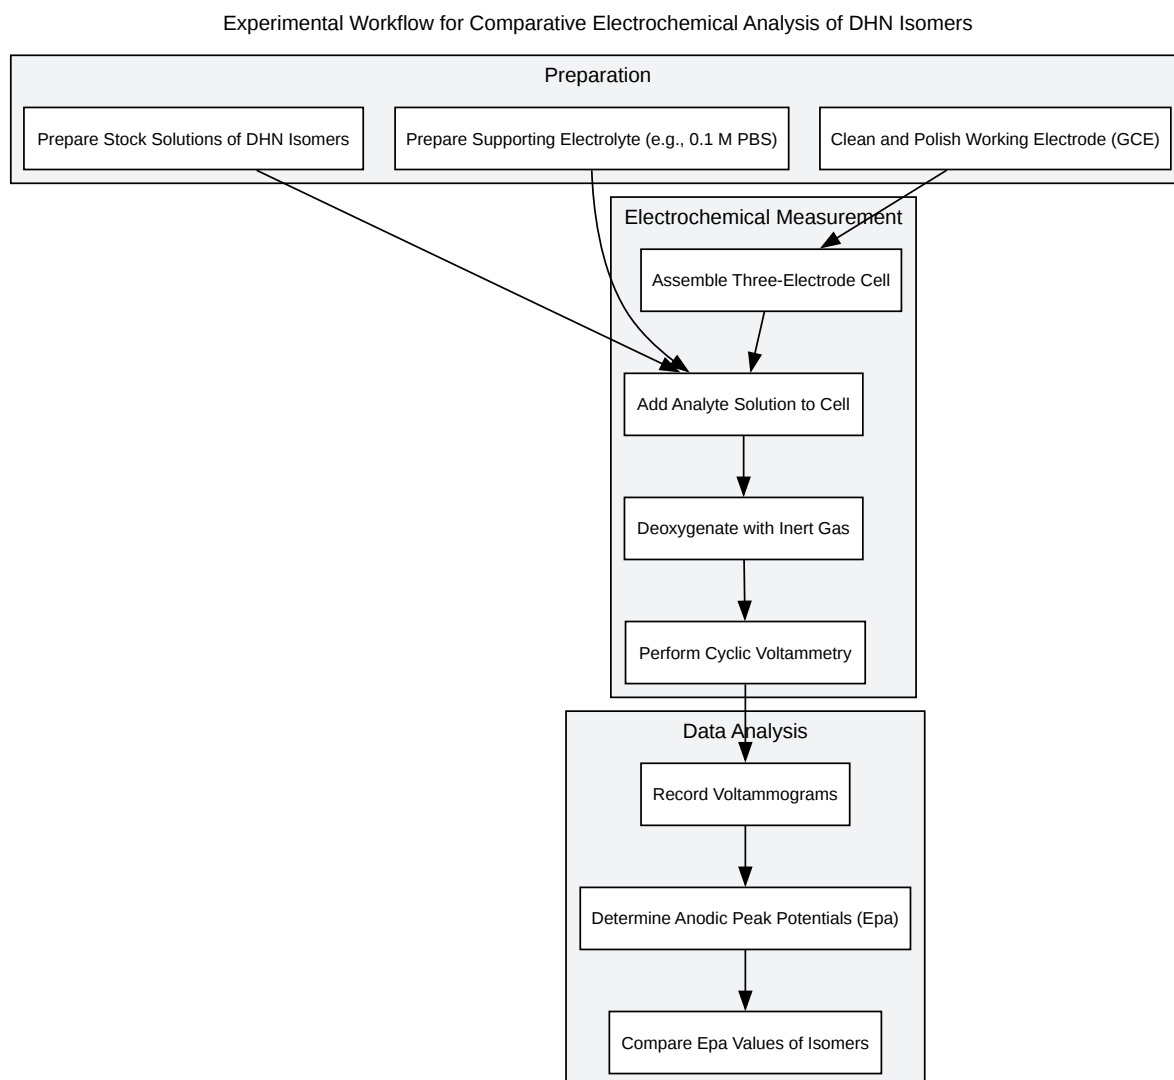 Experimental Workflow for Comparative Electrochemical Analysis of DHN Isomers
Preparation
Prepare Stock Solutions of DHN Isomers
Prepare Supporting Electrolyte (e.g., 0.1 M PBS)
Clean and Polish Working Electrode (GCE)
Electrochemical Measurement
Assemble Three-Electrode Cell
Add Analyte Solution to Cell
Deoxygenate with Inert Gas
Perform Cyclic Voltammetry
Data Analysis
Record Voltammograms
Determine Anodic Peak Potentials (Epa)
Compare Epa Values of Isomers